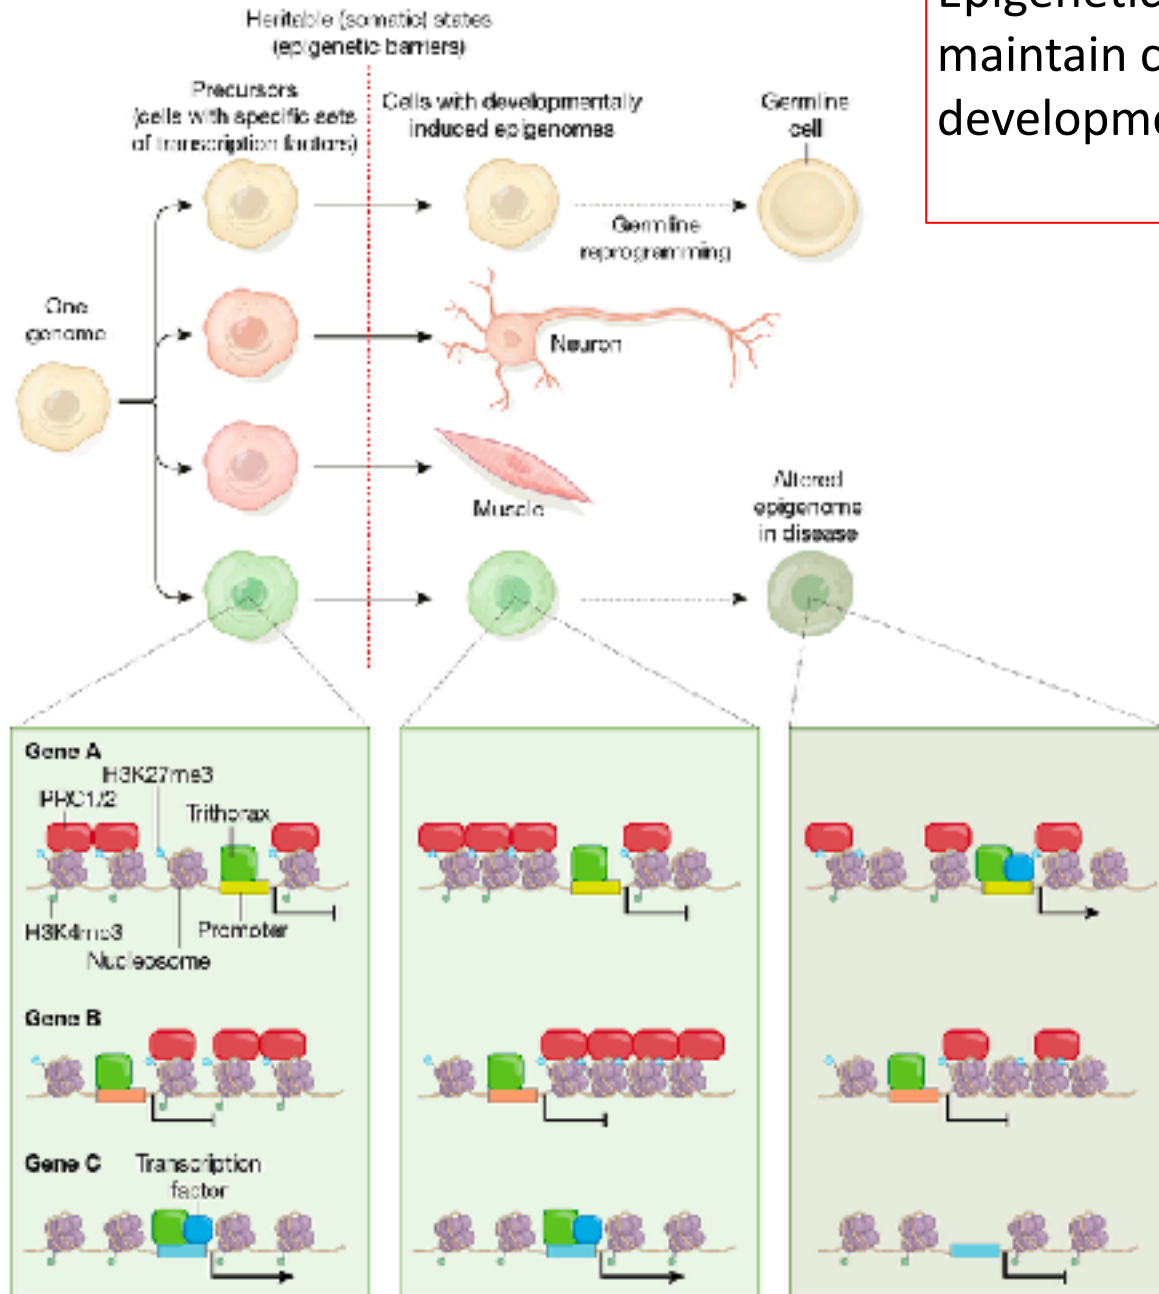 Heritable (somatic) states
(epigenetic barriers)
maintain
Precursors
(cells with specific sets
of transcription factors)
Cells with developmentally
induced epigenomes
Germline
cell
Germline
reprogramming
One
genome
Neuron
Muscle
Altered
epigenome
in disease
Gene A
H3K27me3
PRC1/2
Trithorax
H3K4me3
Promoter
Nucleosome
Gene B
Gene C
Transcription
factor